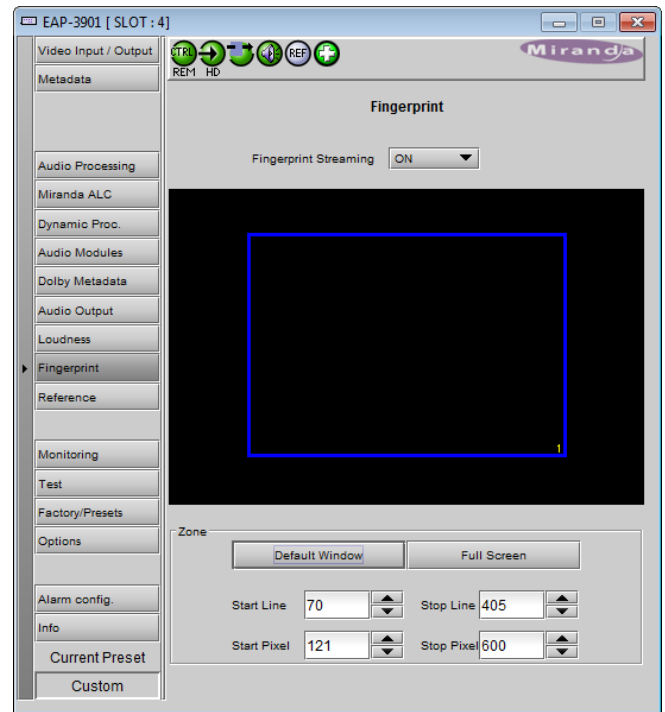 EAP-3901 [ SLOT : 4]
Video Input / Output
Metadata
Audio Processing
Miranda ALC
Dynamic Proc.
Audio Modules
Dolby Metadata
Audio Output
Loudness
Fingerprint
Reference
Monitoring
Test
Factory/Presets
Options
Alarm config.
Info
Current Preset
Custom
CTRL REF
REM HD
Miranda
Fingerprint
Fingerprint Streaming ON
1
Zone
Default Window Full Screen
Start Line 70 Stop Line 405
Start Pixel 121 Stop Pixel 600